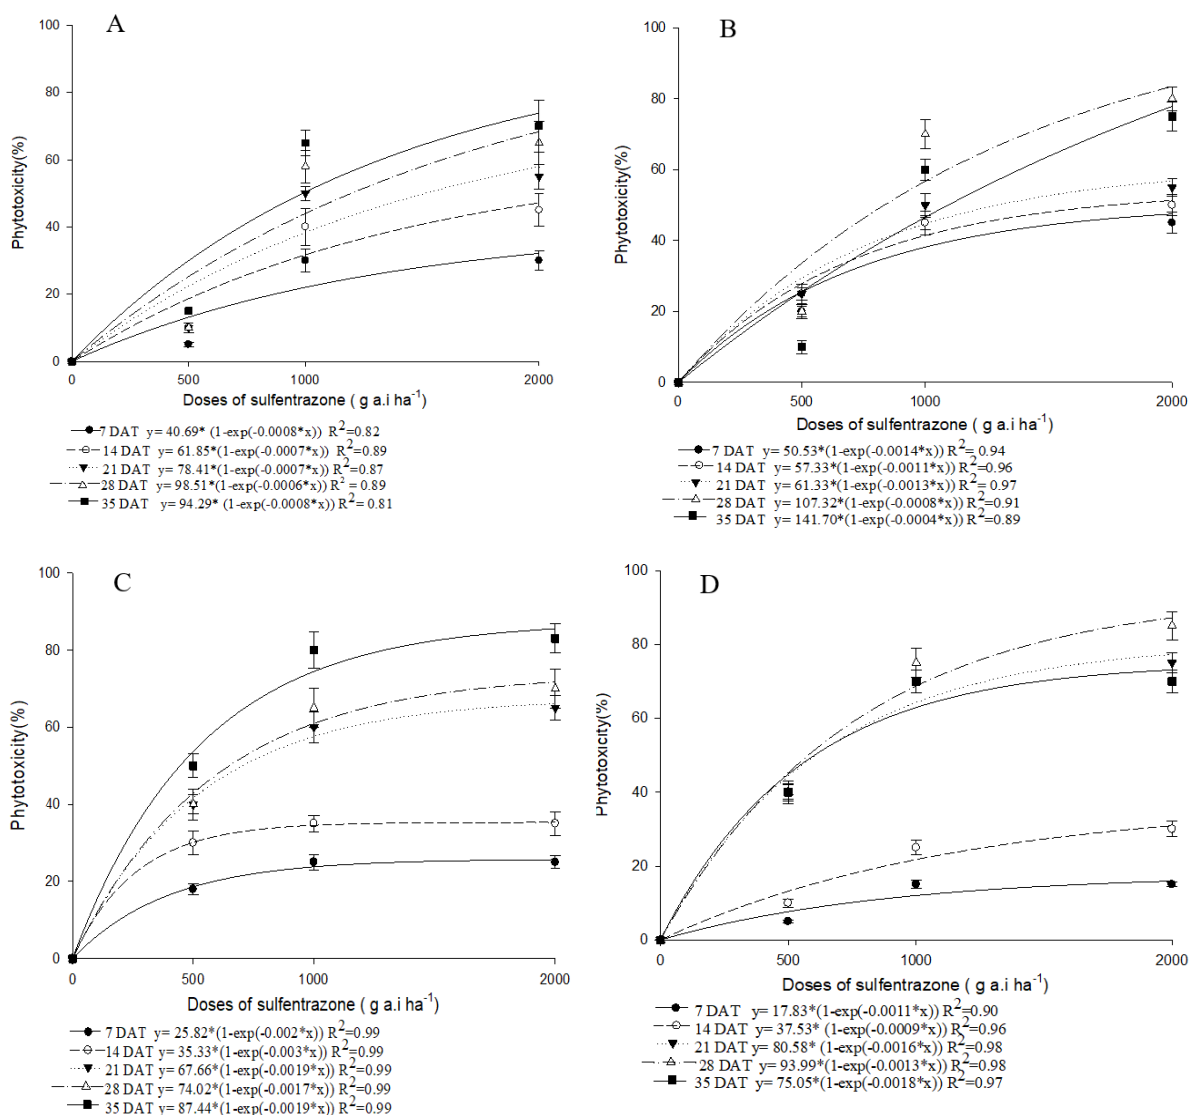 A
100
80
60
40
20
0
Phytotoxicity(%)
0 500 1000 2000
Doses of sulfentrazone ( g a.i ha-1)
7 DAT y= 40.69* (1-exp(-0.0008*x)) R2=0.82
14 DAT y= 61.85*(1-exp(-0.0007*x)) R2=0.89
21 DAT y= 78.41*(1-exp(-0.0007*x)) R2=0.87
28 DAT y= 98.51*(1-exp(-0.0006*x)) R2 = 0.89
35 DAT y= 94.29* (1-exp(-0.0008*x)) R2= 0.81
B
100
80
60
40
20
0
Phytotoxicity(%)
0 500 1000 2000
Doses of sulfentrazone ( g a.i ha-1)
7 DAT y= 50.53*(1-exp(-0.0014*x)) R2= 0.94
14 DAT y= 57.33*(1-exp(-0.0011*x)) R2=0.96
21 DAT y= 61.33*(1-exp(-0.0013*x)) R2=0.97
28 DAT y= 107.32*(1-exp(-0.0008*x)) R2=0.91
35 DAT y= 141.70*(1-exp(-0.0004*x)) R2=0.89
C
100
80
60
40
20
0
Phytotoxicity(%)
0 500 1000 2000
Doses of sulfentrazone ( g a.i ha-1)
7 DAT y= 25.82*(1-exp(-0.002*x)) R2=0.99
14 DAT y= 35.33*(1-exp(-0.003*x)) R2=0.99
21 DAT y= 67.66*(1-exp(-0.0019*x)) R2=0.99
28 DAT y= 74.02*(1-exp(-0.0017*x)) R2=0.99
35 DAT y= 87.44*(1-exp(-0.0019*x)) R2=0.99
D
100
80
60
40
20
0
Phytotoxicity(%)
0 500 1000 2000
Doses of sulfentrazone ( g a.i ha-1)
7 DAT y= 17.83*(1-exp(-0.0011*x)) R2=0.90
14 DAT y= 37.53* (1-exp(-0.0009*x)) R2=0.96
21 DAT y= 80.58* (1-exp(-0.0016*x)) R2=0.98
28 DAT y= 93.99*(1-exp(-0.0013*x)) R2=0.98
35 DAT y= 75.05*(1-exp(-0.0018*x)) R2=0.97